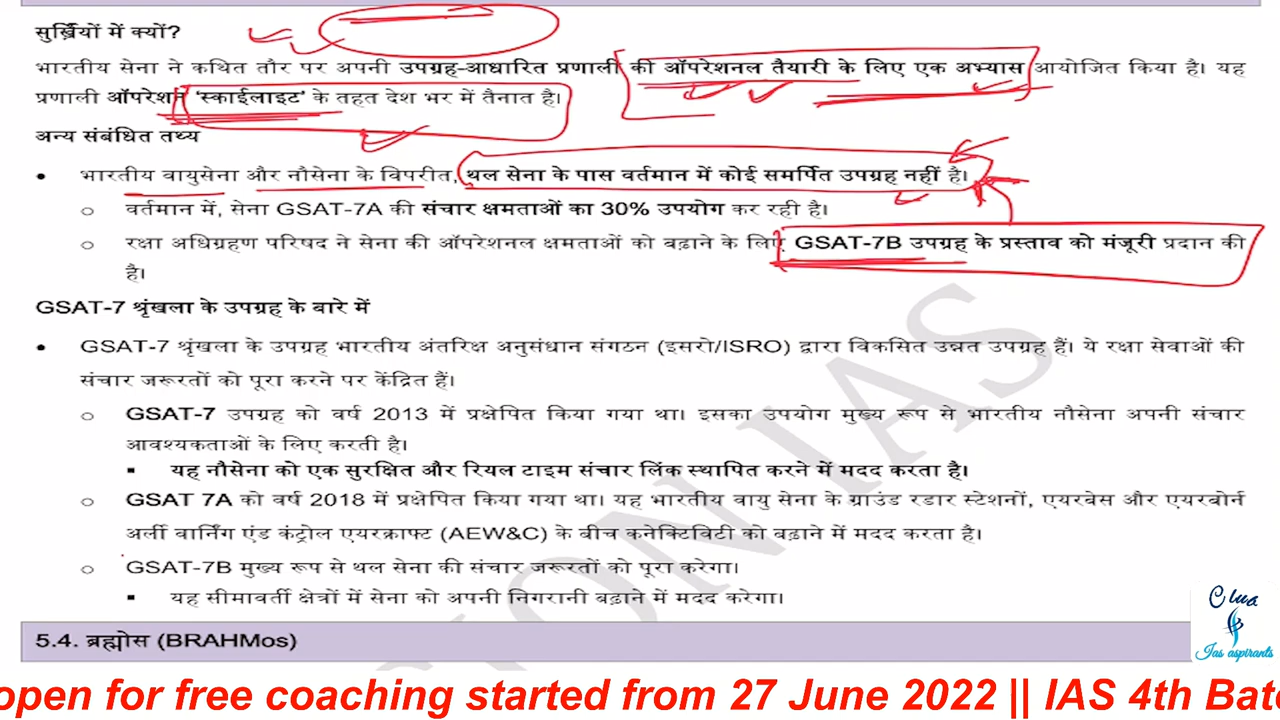 सुर्ख़ियों में क्यों?
भारतीय सेना ने कथित तौर पर अपनी उपग्रह-आधारित प्रणाली की ऑपरेशनल तैयारी के लिए एक अभ्यास आयोजित किया है। यह
प्रणाली ऑपरेशन 'स्काईलाइट' के तहत देश भर में तैनात है।
अन्य संबंधित तथ्य
• भारतीय वायुसेना और नौसेना के विपरीत, थल सेना के पास वर्तमान में कोई समर्पित उपग्रह नहीं है।
o वर्तमान में, सेना GSAT-7A की संचार क्षमताओं का 30% उपयोग कर रही है।
o रक्षा अधिग्रहण परिषद ने सेना की ऑपरेशनल क्षमताओं को बढ़ाने के लिए GSAT-7B उपग्रह के प्रस्ताव को मंजूरी प्रदान की
है।
GSAT-7 श्रृंखला के उपग्रह के बारे में
• GSAT-7 श्रृंखला के उपग्रह भारतीय अंतरिक्ष अनुसंधान संगठन (इसरो/ISRO) द्वारा विकसित उन्नत उपग्रह हैं। ये रक्षा सेवाओं की
संचार जरूरतों को पूरा करने पर केंद्रित हैं।
o GSAT-7 उपग्रह को वर्ष 2013 में प्रक्षेपित किया गया था। इसका उपयोग मुख्य रूप से भारतीय नौसेना अपनी संचार
आवश्यकताओं के लिए करती है।
▪ यह नौसेना को एक सुरक्षित और रियल टाइम संचार लिंक स्थापित करने में मदद करता है।
o GSAT 7A को वर्ष 2018 में प्रक्षेपित किया गया था। यह भारतीय वायु सेना के ग्राउंड रडार स्टेशनों, एयरबेस और एयरबोर्न
अर्ली वार्निंग एंड कंट्रोल एयरक्राफ्ट (AEW&C) के बीच कनेक्टिविटी को बढ़ाने में मदद करता है।
o GSAT-7B मुख्य रूप से थल सेना की संचार जरूरतों को पूरा करेगा।
▪ यह सीमावर्ती क्षेत्रों में सेना को अपनी निगरानी बढ़ाने में मदद करेगा।
ION IAS
5.4. ब्रह्मोस (BRAHMos)
Ias aspirants
open for free coaching started from 27 June 2022 || IAS 4th Batc